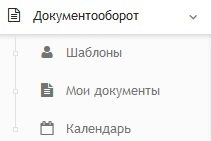 Документооборот
Шаблоны
Мои документы
Календарь